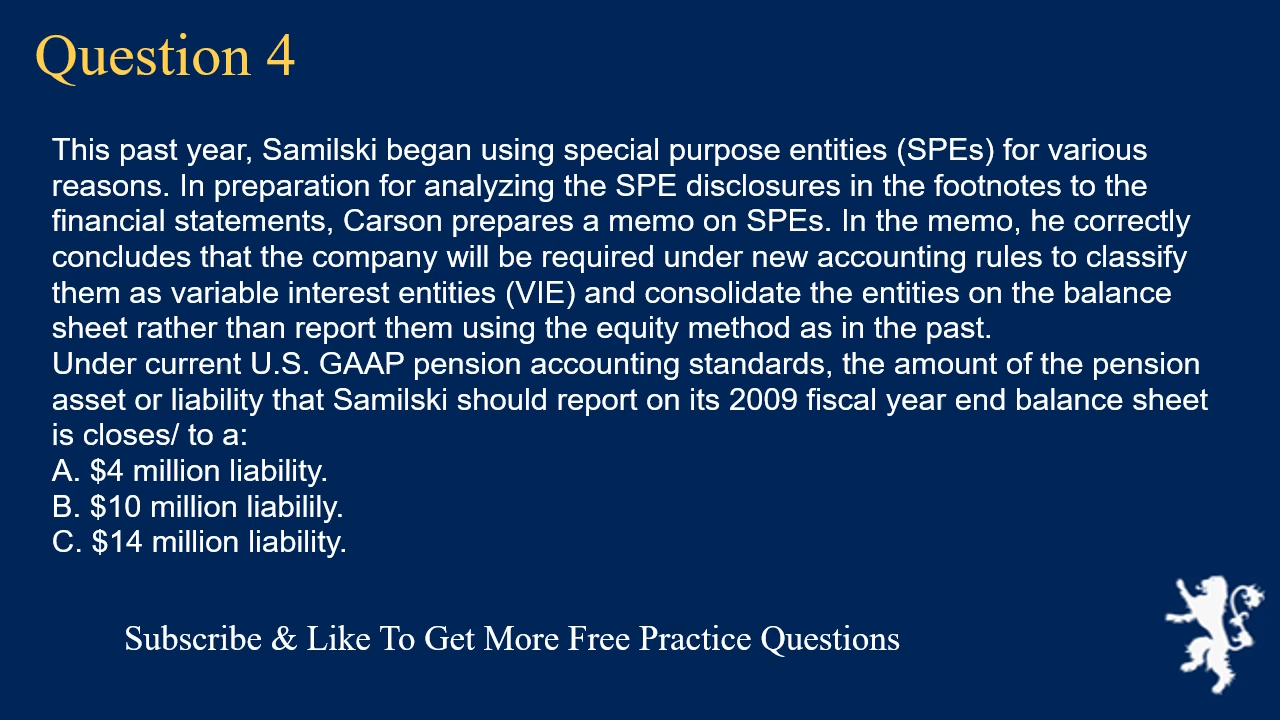 Question 4
This past year, Samilski began using special purpose entities (SPEs) for various
reasons. In preparation for analyzing the SPE disclosures in the footnotes to the
financial statements, Carson prepares a memo on SPEs. In the memo, he correctly
concludes that the company will be required under new accounting rules to classify
them as variable interest entities (VIE) and consolidate the entities on the balance
sheet rather than report them using the equity method as in the past.
Under current U.S. GAAP pension accounting standards, the amount of the pension
asset or liability that Samilski should report on its 2009 fiscal year end balance sheet
is closes/ to a:
A. $4 million liability.
B. $10 million liabilily.
C. $14 million liability.
Subscribe & Like To Get More Free Practice Questions